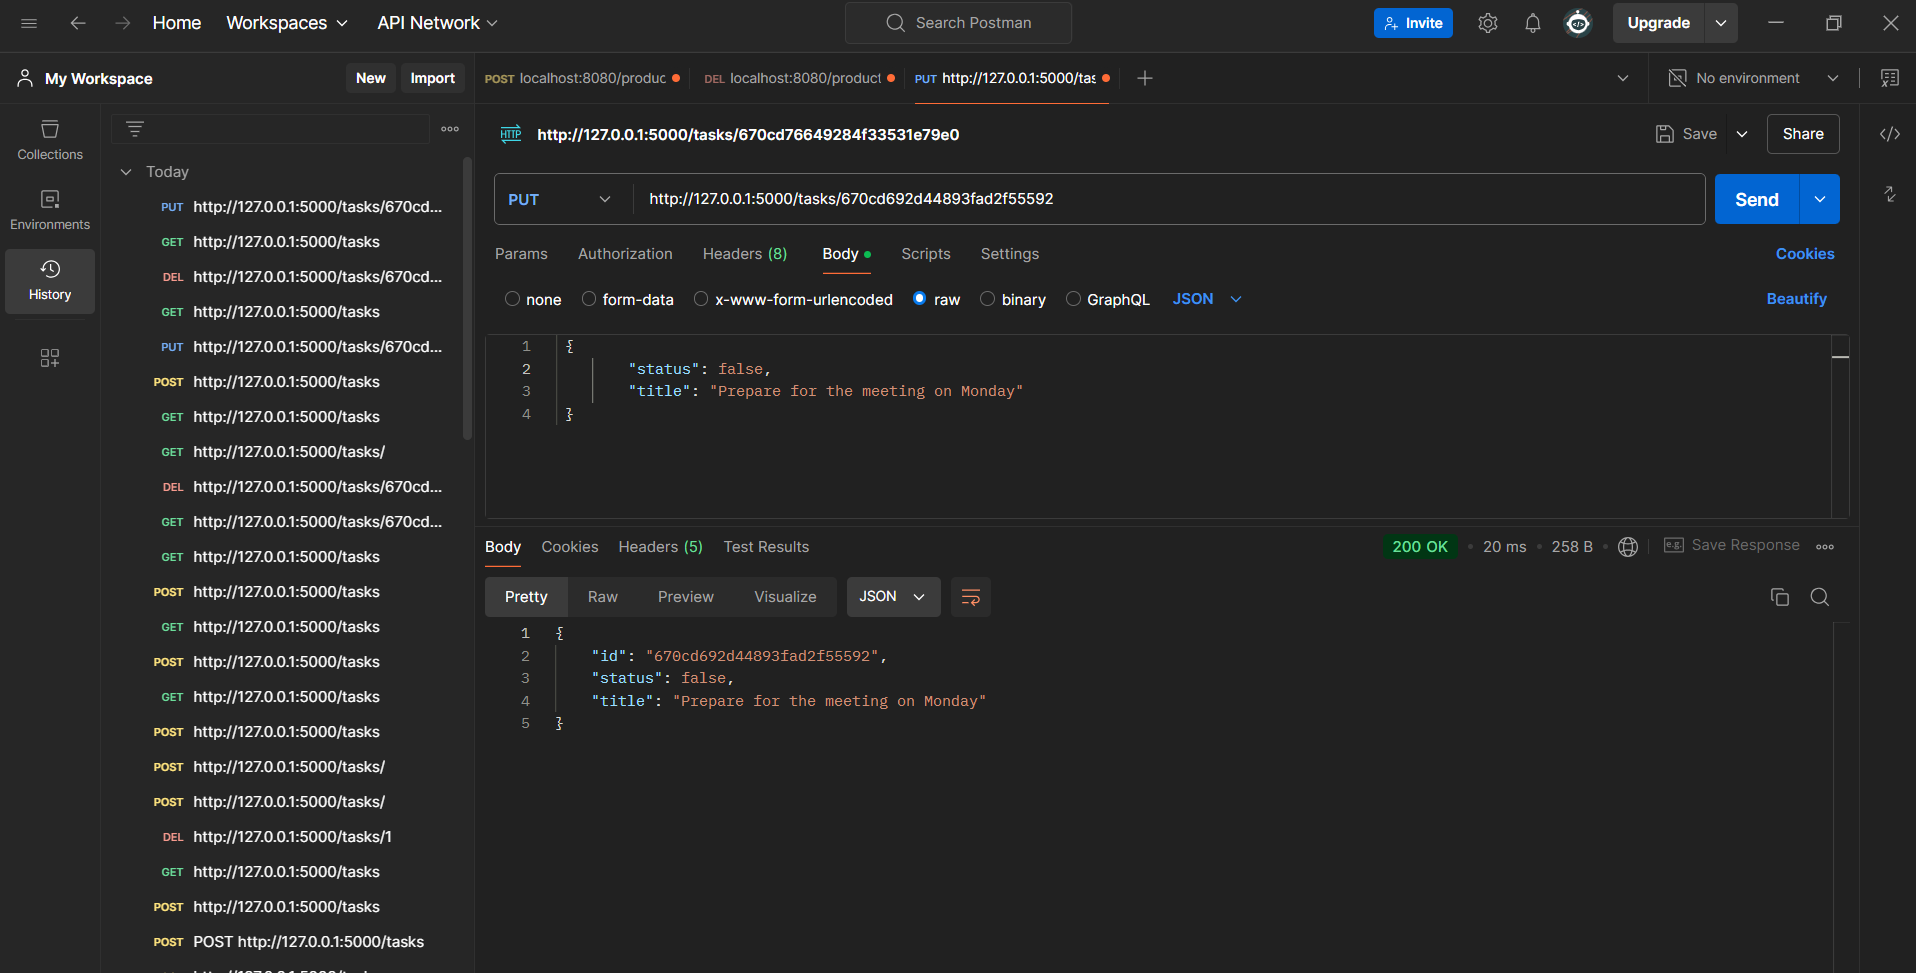 Home Workspaces API Network Search Postman Invite Upgrade
My Workspace New Import POST localhost:8080/produc DEL localhost:8080/product PUT http://127.0.0.1:5000/tas No environment
Collections
Environments
History
Today
PUT http://127.0.0.1:5000/tasks/670cd...
GET http://127.0.0.1:5000/tasks
DEL http://127.0.0.1:5000/tasks/670cd...
GET http://127.0.0.1:5000/tasks
PUT http://127.0.0.1:5000/tasks/670cd...
POST http://127.0.0.1:5000/tasks
GET http://127.0.0.1:5000/tasks
GET http://127.0.0.1:5000/tasks/
DEL http://127.0.0.1:5000/tasks/670cd...
GET http://127.0.0.1:5000/tasks/670cd...
GET http://127.0.0.1:5000/tasks
POST http://127.0.0.1:5000/tasks
GET http://127.0.0.1:5000/tasks
POST http://127.0.0.1:5000/tasks
GET http://127.0.0.1:5000/tasks
POST http://127.0.0.1:5000/tasks
POST http://127.0.0.1:5000/tasks/
POST http://127.0.0.1:5000/tasks/
DEL http://127.0.0.1:5000/tasks/1
GET http://127.0.0.1:5000/tasks
POST http://127.0.0.1:5000/tasks
POST POST http://127.0.0.1:5000/tasks
HTTP http://127.0.0.1:5000/tasks/670cd76649284f33531e79e0 Save Share
PUT http://127.0.0.1:5000/tasks/670cd692d44893fad2f55592 Send
Params Authorization Headers (8) Body Scripts Settings Cookies
none form-data x-www-form-urlencoded raw binary GraphQL JSON Beautify
1 {
2 "status": false,
3 "title": "Prepare for the meeting on Monday"
4 }
Body Cookies Headers (5) Test Results 200 OK 20 ms 258 B e.g. Save Response
Pretty Raw Preview Visualize JSON
1 {
2 "id": "670cd692d44893fad2f55592",
3 "status": false,
4 "title": "Prepare for the meeting on Monday"
5 }